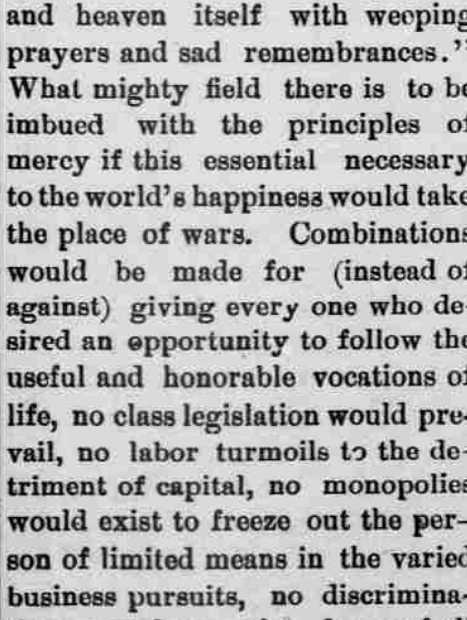 and heaven itself with weeping
prayers and sad remembrances."
What mighty field there is to be
imbued with the principles of
mercy if this essential necessary
to the world's happiness would take
the place of wars. Combinations
would be made for (instead of
against) giving every one who de-
sired an opportunity to follow the
useful and honorable vocations of
life, no class legislation would pre-
vail, no labor turmoils to the de-
triment of capital, no monopolies
would exist to freeze out the per-
son of limited means in the varied
business pursuits, no discrimina-